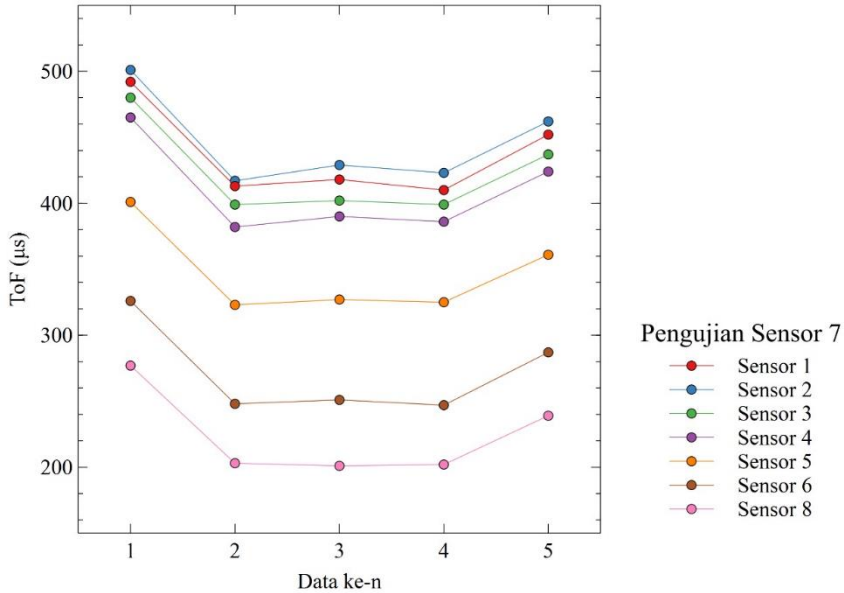 500
400
300
200
ToF (μs)
1 2 3 4 5
Data ke-n
Pengujian Sensor 7
Sensor 1
Sensor 2
Sensor 3
Sensor 4
Sensor 5
Sensor 6
Sensor 8